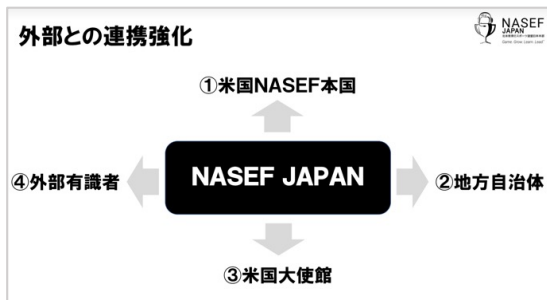 外部との連携強化
NASEF
JAPAN
①米国NASEF本国
④外部有識者
NASEF JAPAN
②地方自治体
③米国大使館